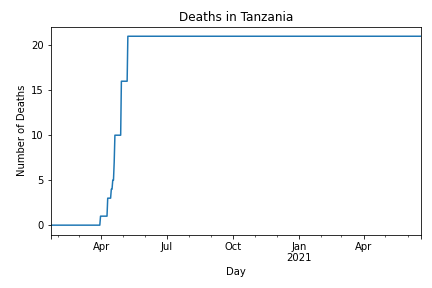 Deaths in Tanzania
20
15
10
5
0
Number of Deaths
Apr
Jul
Oct
Jan
2021
Apr
Day